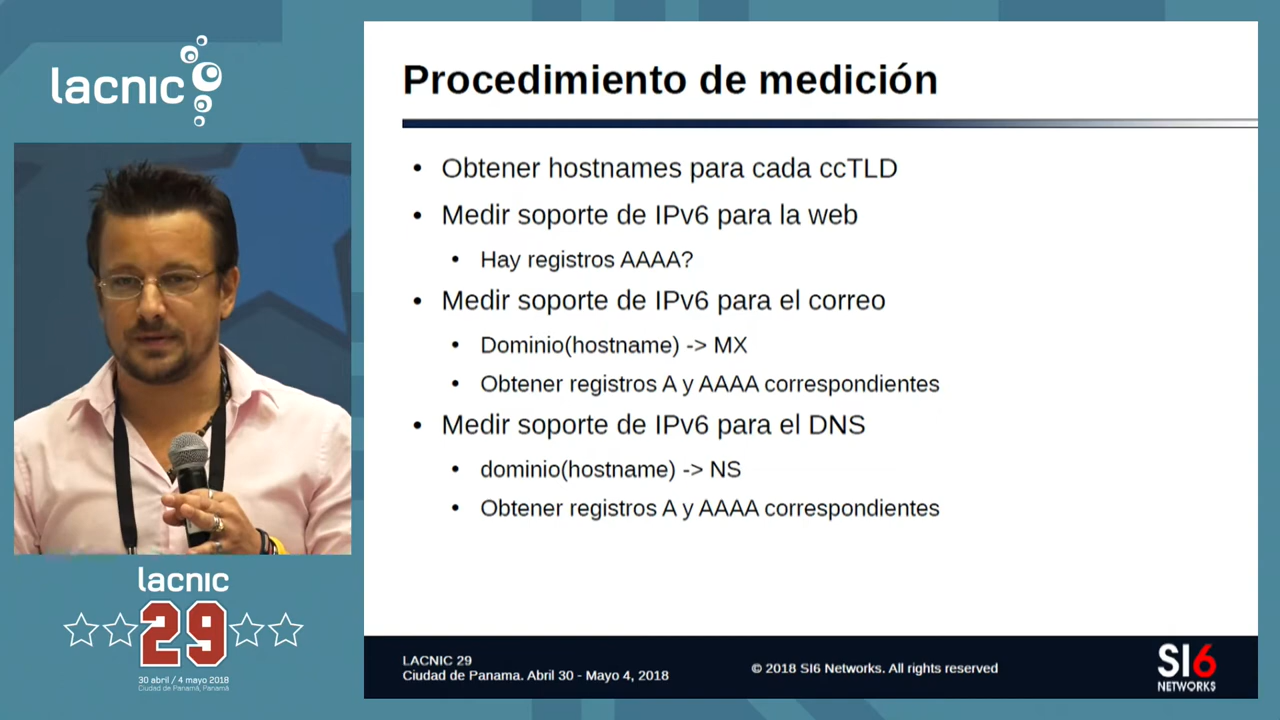 lacnic
Procedimiento de medición
Obtener hostnames para cada ccTLD
Medir soporte de IPv6 para la web
Hay registros AAAA?
Medir soporte de IPv6 para el correo
Dominio(hostname) -> MX
Obtener registros A y AAAA correspondientes
Medir soporte de IPv6 para el DNS
dominio(hostname) -> NS
Obtener registros A y AAAA correspondientes
lacnic
29
30 abril / 4 mayo 2018
Ciudad de Panamá, Panamá
LACNIC 29
Ciudad de Panama. Abril 30 - Mayo 4, 2018
© 2018 SI6 Networks. All rights reserved
SI6
NETWORKS